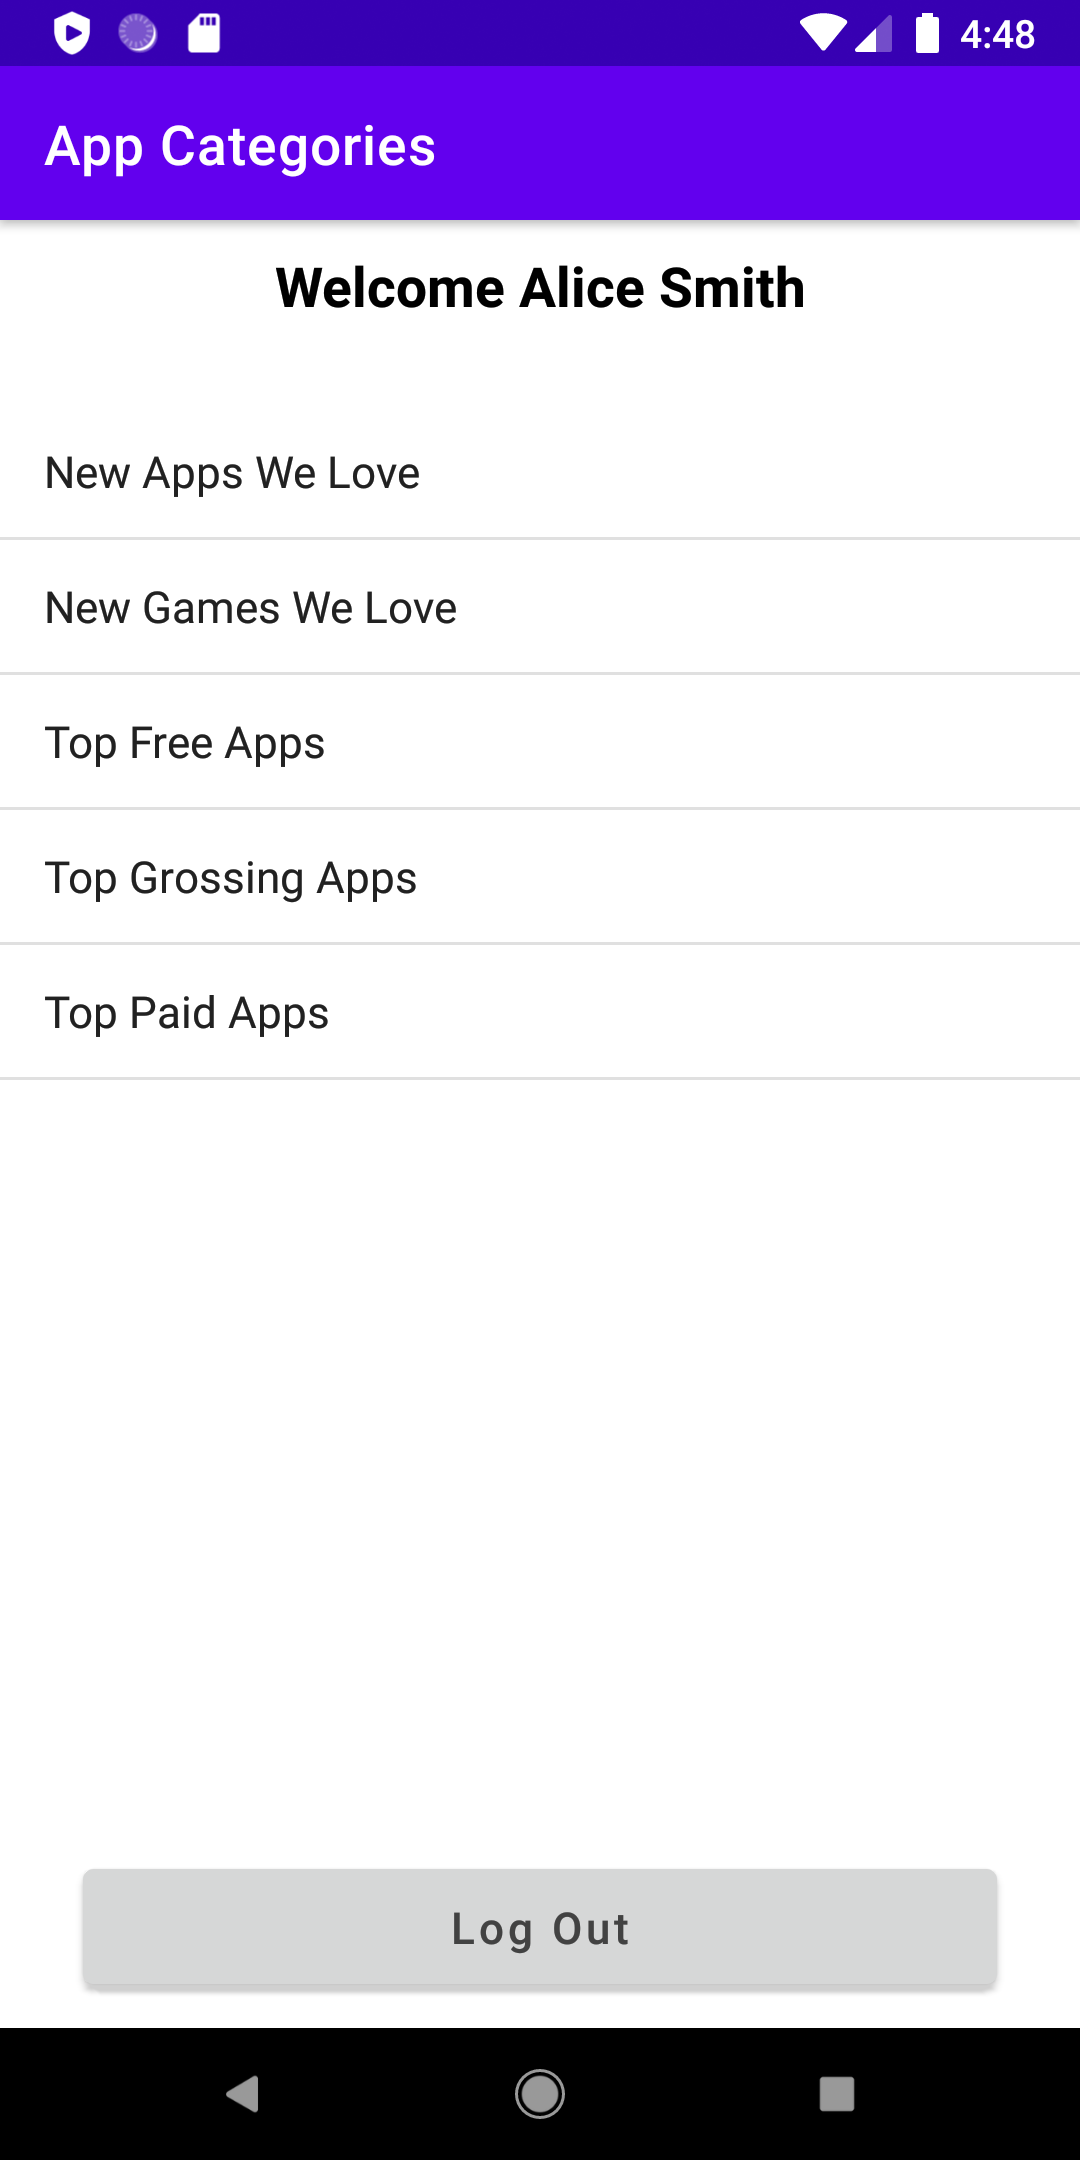 4:48
App Categories
Welcome Alice Smith
New Apps We Love
New Games We Love
Top Free Apps
Top Grossing Apps
Top Paid Apps
Log Out